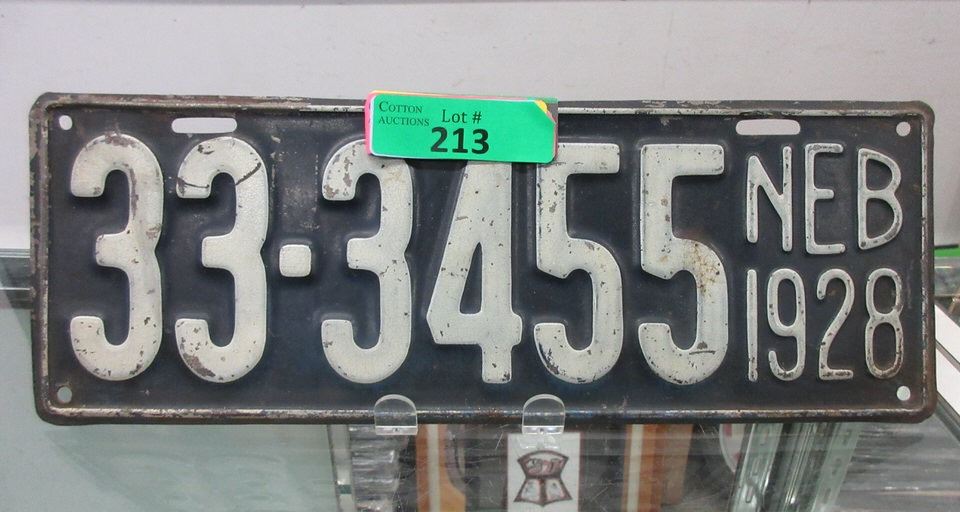 COTTON
AUCTIONS
Lot #
213
33-3455
NEB
1928